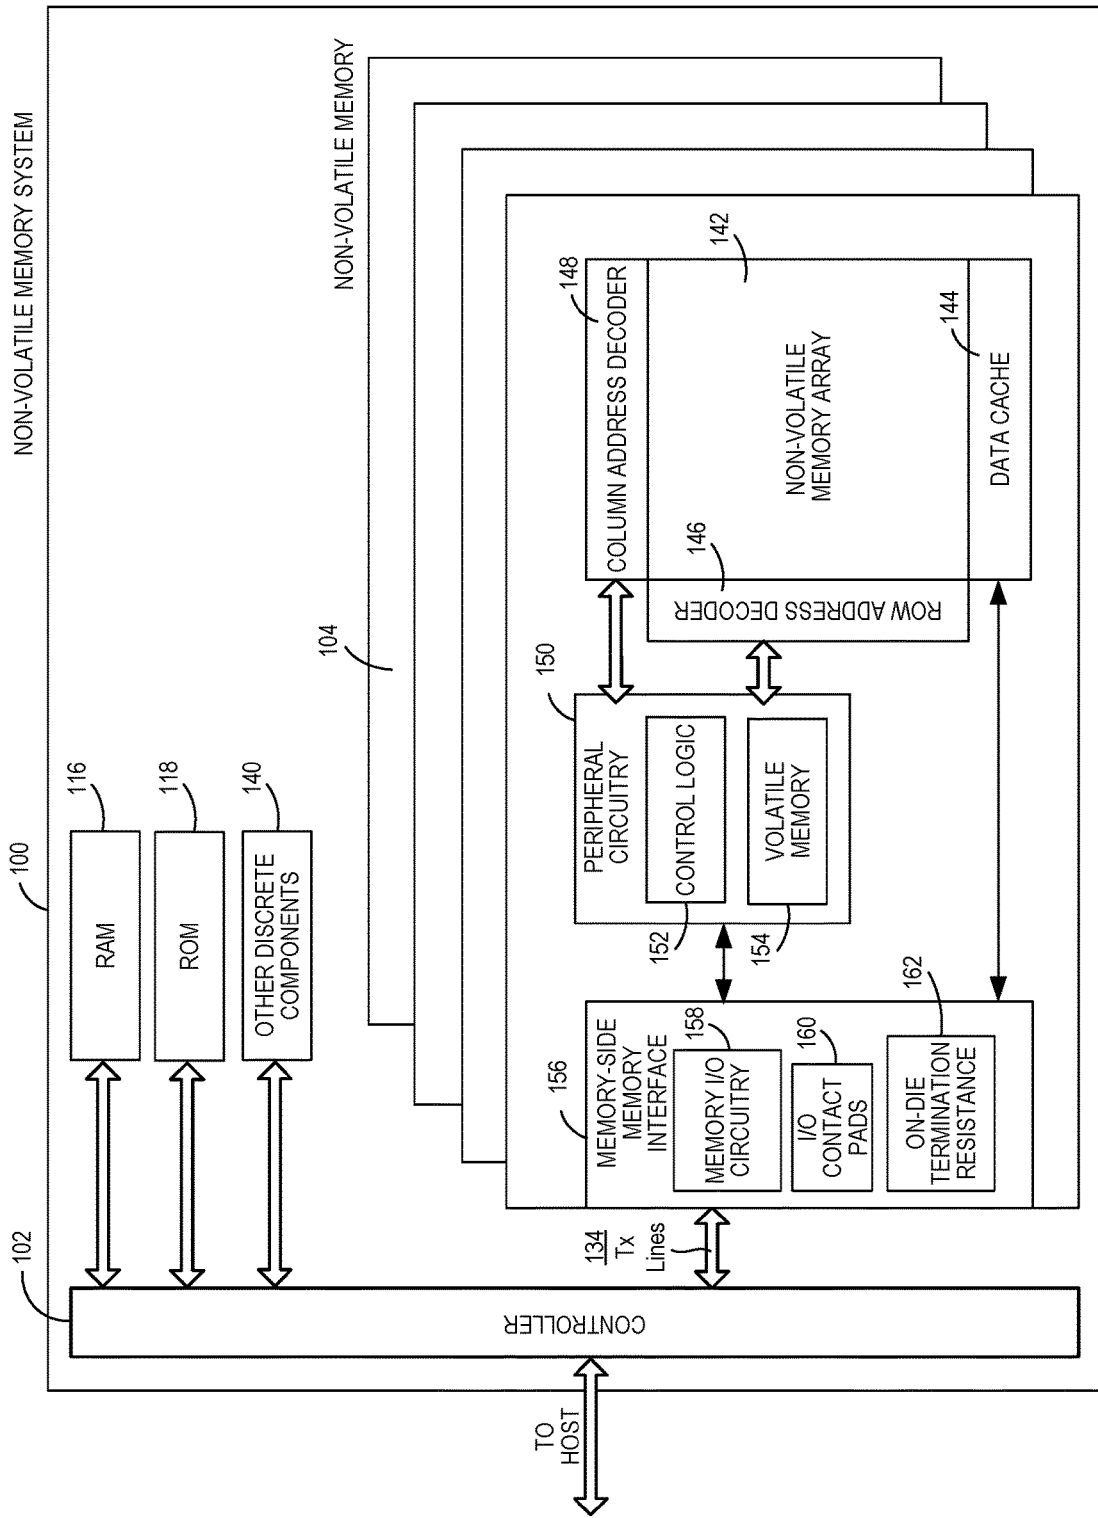 NON-VOLATILE MEMORY SYSTEM
100
102
CONTROLLER
TO
HOST
RAM
116
ROM
118
OTHER DISCRETE
COMPONENTS
140
NON-VOLATILE MEMORY
104
134
Tx
Lines
156
MEMORY-SIDE
MEMORY
INTERFACE
158
MEMORY I/O
CIRCUITRY
160
I/O
CONTACT
PADS
162
ON-DIE
TERMINATION
RESISTANCE
150
PERIPHERAL
CIRCUITRY
CONTROL LOGIC
152
VOLATILE
MEMORY
154
COLUMN ADDRESS DECODER
148
ROW ADDRESS DECODER
146
NON-VOLATILE
MEMORY ARRAY
142
DATA CACHE
144